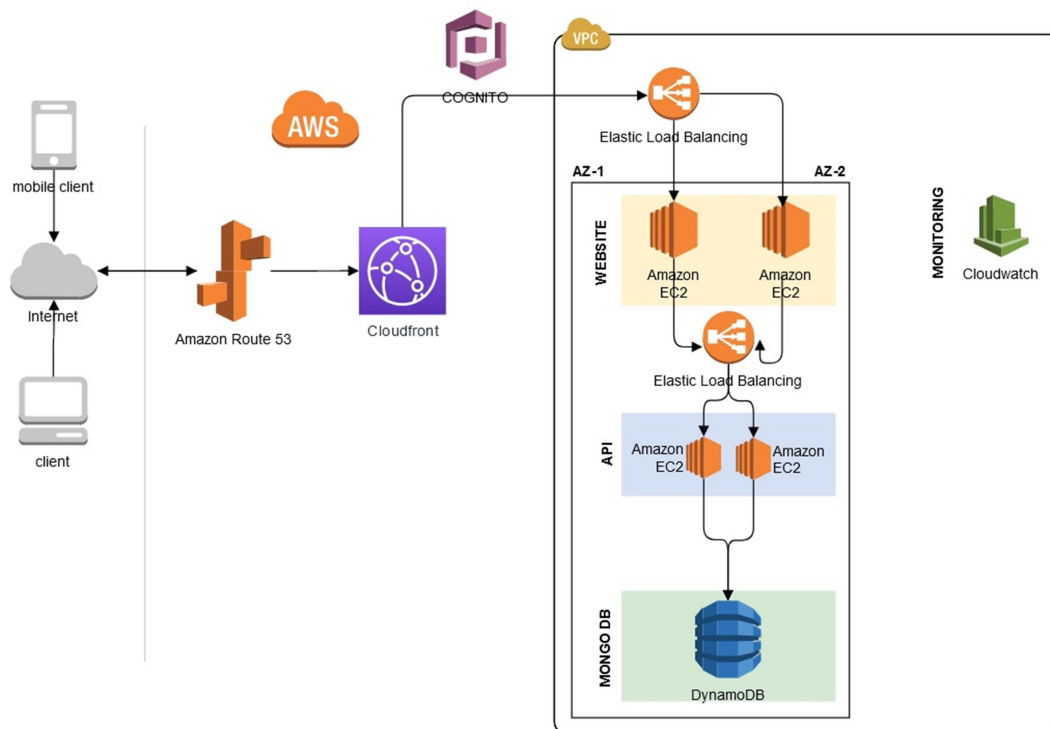 VPC
COGNITO
AWS
Elastic Load Balancing
mobile client
AZ-1
AZ-2
WEBSITE
MONITORING
Amazon
EC2
Amazon
EC2
Cloudwatch
Internet
Amazon Route 53
Cloudfront
Elastic Load Balancing
client
API
Amazon
EC2
Amazon
EC2
MONGO DB
DynamoDB